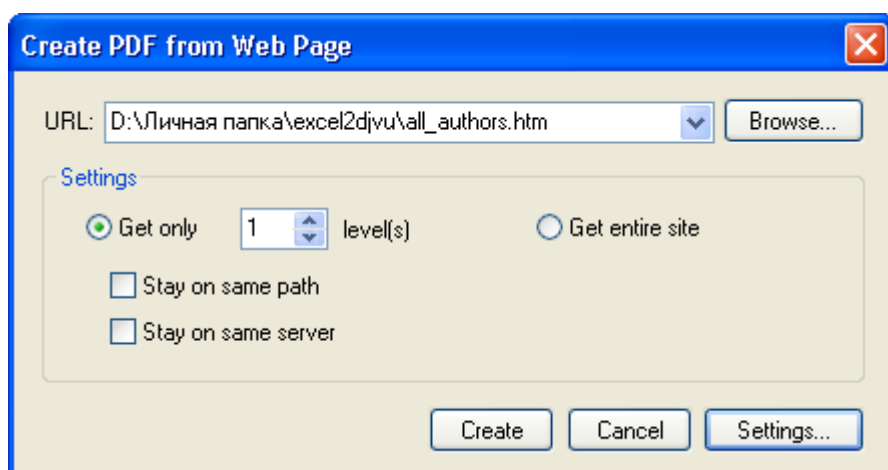 Create PDF from Web Page
URL: D:\Личная папка\excel2djvu\all_authors.htm Browse...
Settings
Get only 1 level(s) Get entire site
Stay on same path
Stay on same server
Create Cancel Settings...